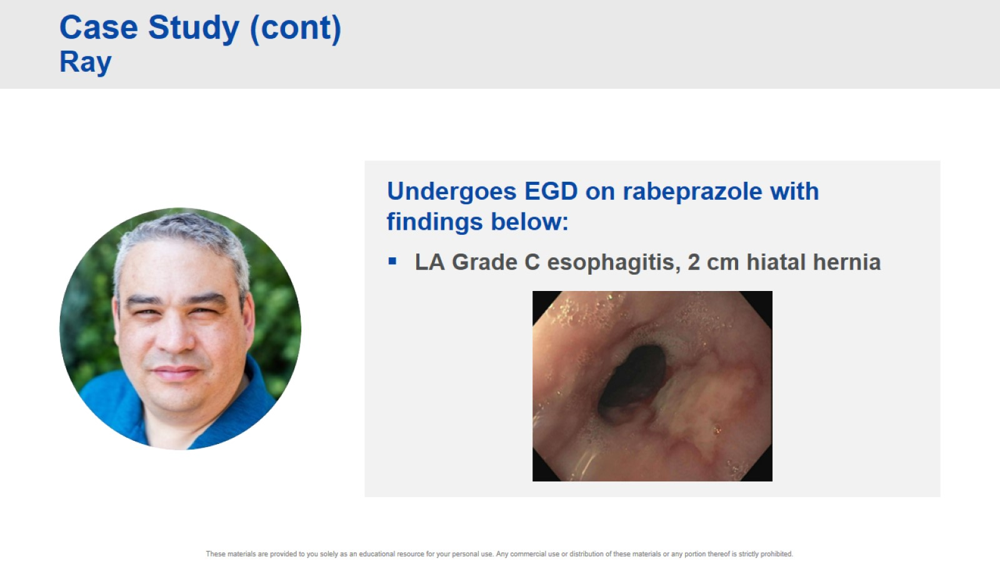 Case Study (cont)
Ray
Undergoes EGD on rabeprazole with
findings below:
▪ LA Grade C esophagitis, 2 cm hiatal hernia
These materials are provided to you solely as an educational resource for your personal use. Any commercial use or distribution of these materials or any portion thereof is strictly prohibited.